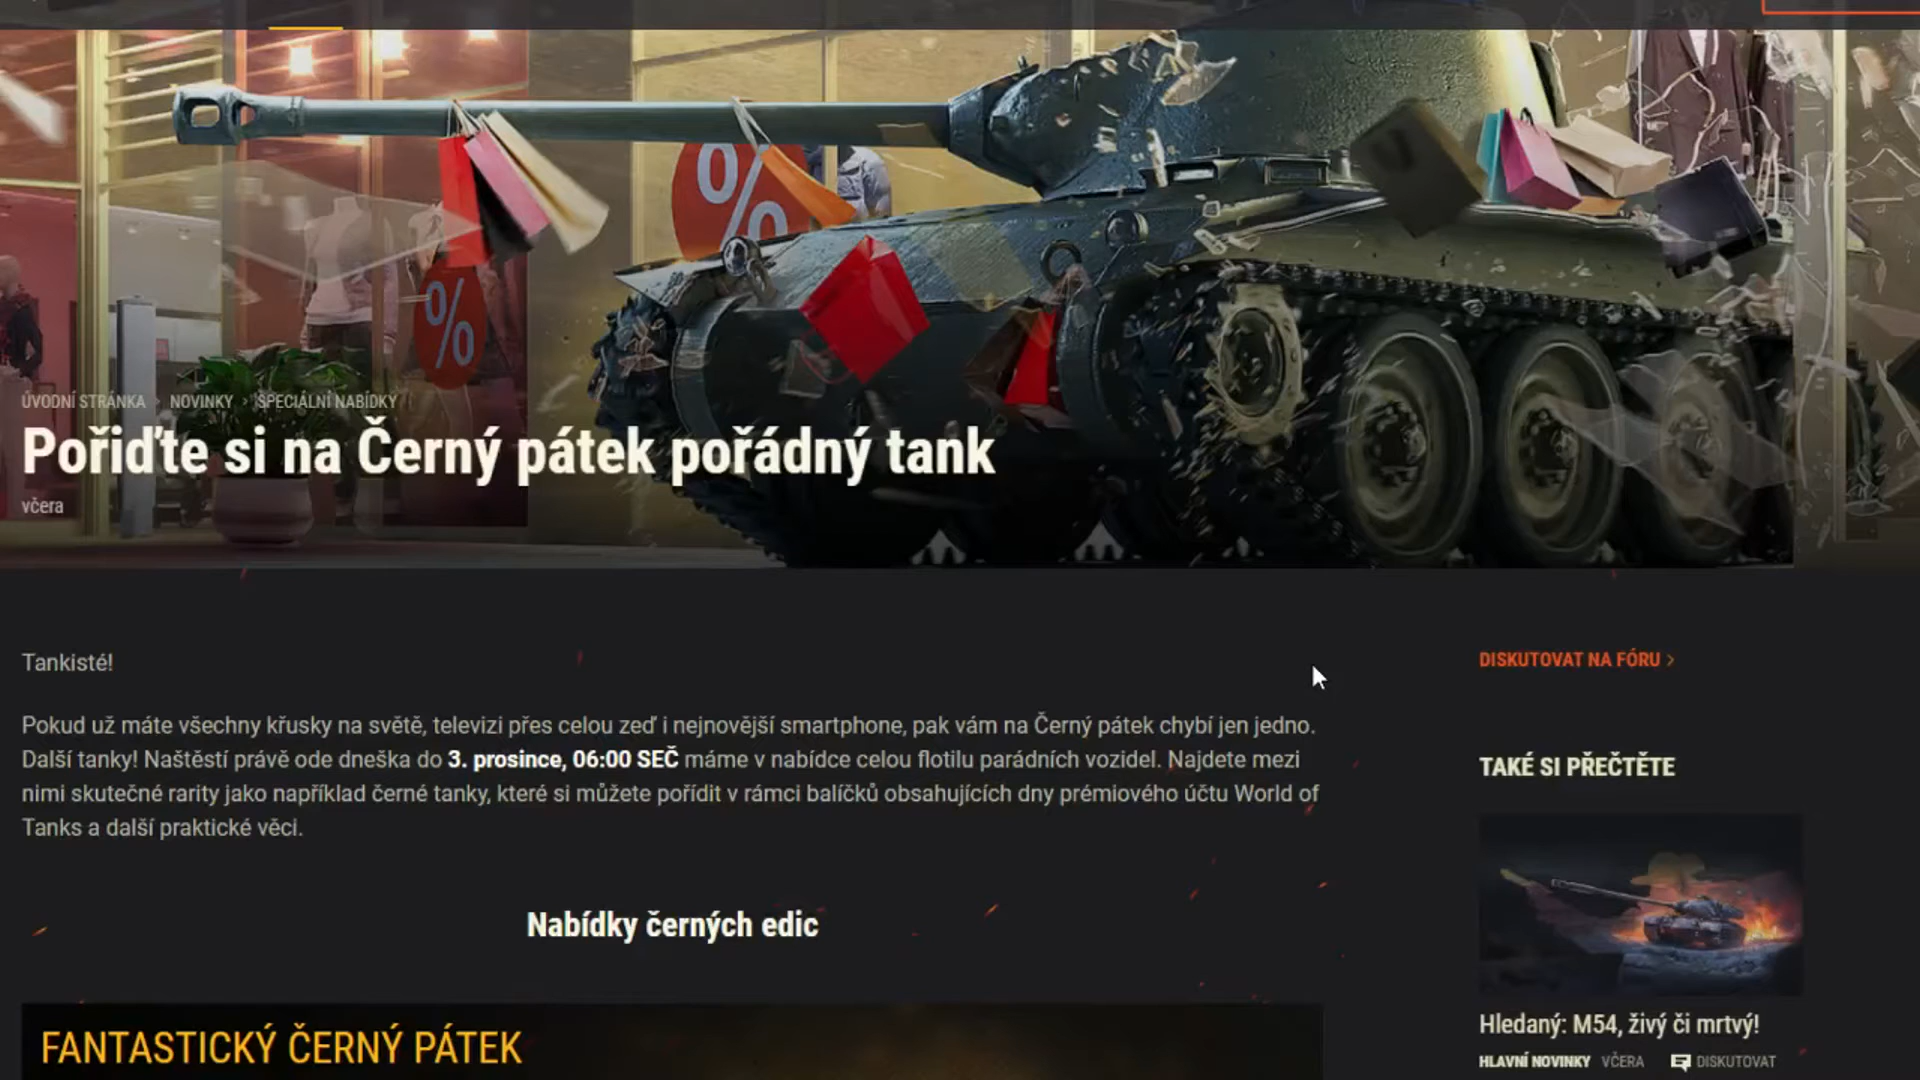 %
%
ÚVODNÍ STRÁNKA > NOVINKY > SPECIÁLNÍ NABÍDKY
Pořiďte si na Černý pátek pořádný tank
včera
Tankisté!
Pokud už máte všechny křusky na světě, televizi přes celou zeď i nejnovější smartphone, pak vám na Černý pátek chybí jen jedno.
Další tanky! Naštěstí právě ode dneška do 3. prosince, 06:00 SEČ máme v nabídce celou flotilu parádních vozidel. Najdete mezi
nimi skutečné rarity jako například černé tanky, které si můžete pořídit v rámci balíčků obsahujících dny prémiového účtu World of
Tanks a další praktické věci.
Nabídky černých edic
FANTASTICKÝ ČERNÝ PÁTEK
DISKUTOVAT NA FÓRU >
TAKÉ SI PŘEČTĚTE
Hledaný: M54, živý či mrtvý!
HLAVNÍ NOVINKY VČERA DISKUTOVAT